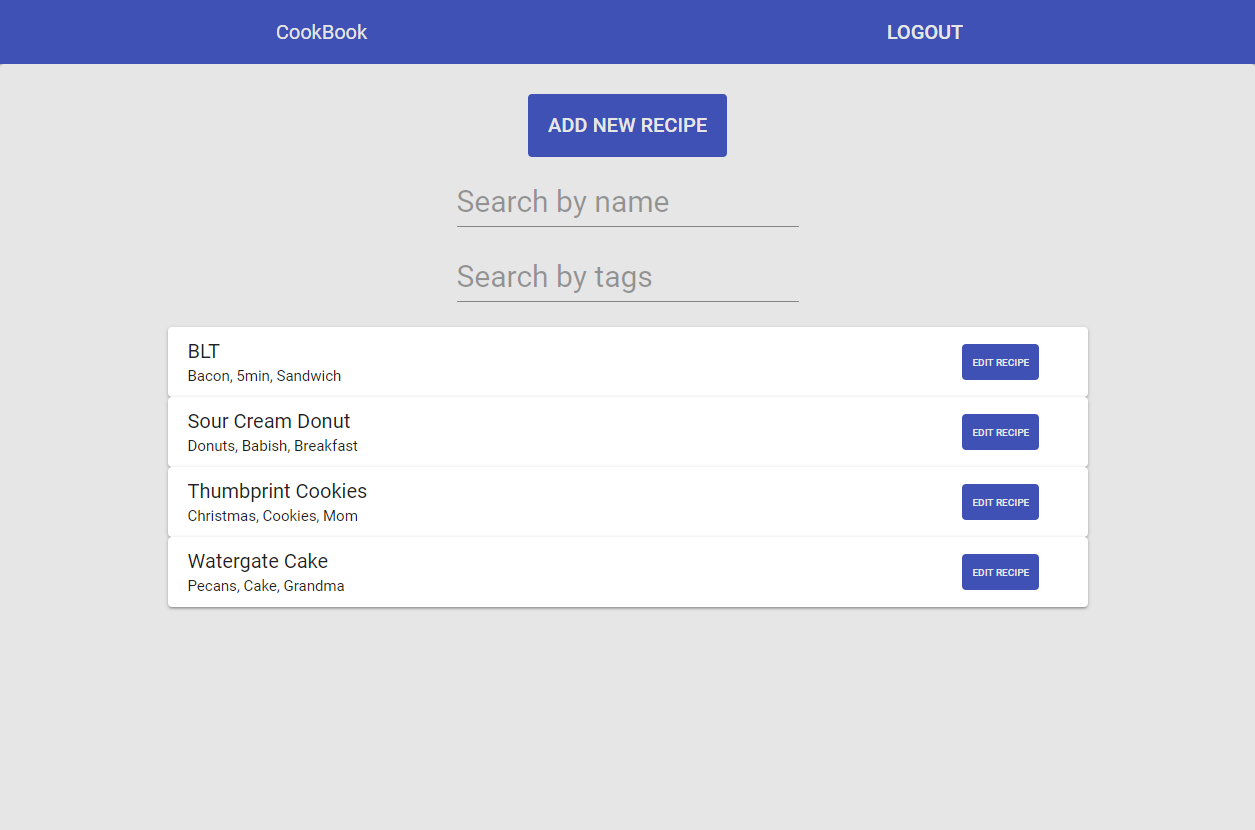 CookBook
LOGOUT
ADD NEW RECIPE
Search by name
Search by tags
BLT
Bacon, 5min, Sandwich
EDIT RECIPE
Sour Cream Donut
Donuts, Babish, Breakfast
EDIT RECIPE
Thumbprint Cookies
Christmas, Cookies, Mom
EDIT RECIPE
Watergate Cake
Pecans, Cake, Grandma
EDIT RECIPE